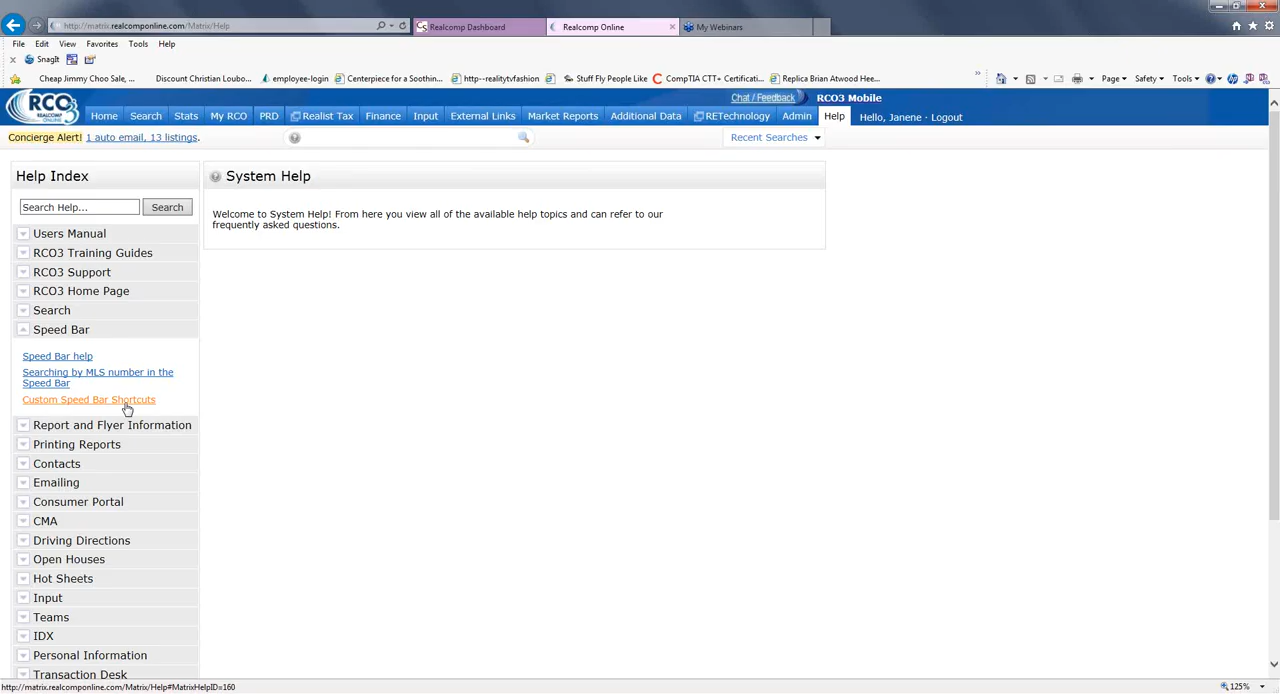 http://matrix.realcomponline.com/Matrix/Help
Realcomp Dashboard
Realcomp Online
My Webinars
File Edit View Favorites Tools Help
SnagIt
Cheap Jimmy Choo Sale, ... Discount Christian Loubo... employee-login Centerpiece for a Soothin... http--realitytvfashion Stuff Fly People Like CompTIA CTT+ Certificati... Replica Brian Atwood Hee... » Page Safety Tools
RCO3
REALCOMP
ONLINE
Chat / Feedback RCO3 Mobile
Home Search Stats My RCO PRD Realist Tax Finance Input External Links Market Reports Additional Data RETechnology Admin Help Hello, Janene - Logout
Concierge Alert! 1 auto email, 13 listings.
Recent Searches
Help Index
Search Help... Search
Users Manual
RCO3 Training Guides
RCO3 Support
RCO3 Home Page
Search
Speed Bar
Speed Bar help
Searching by MLS number in the
Speed Bar
Custom Speed Bar Shortcuts
Report and Flyer Information
Printing Reports
Contacts
Emailing
Consumer Portal
CMA
Driving Directions
Open Houses
Hot Sheets
Input
Teams
IDX
Personal Information
Transaction Desk
System Help
Welcome to System Help! From here you view all of the available help topics and can refer to our
frequently asked questions.
http://matrix.realcomponline.com/Matrix/Help#MatrixHelpID=160
125%